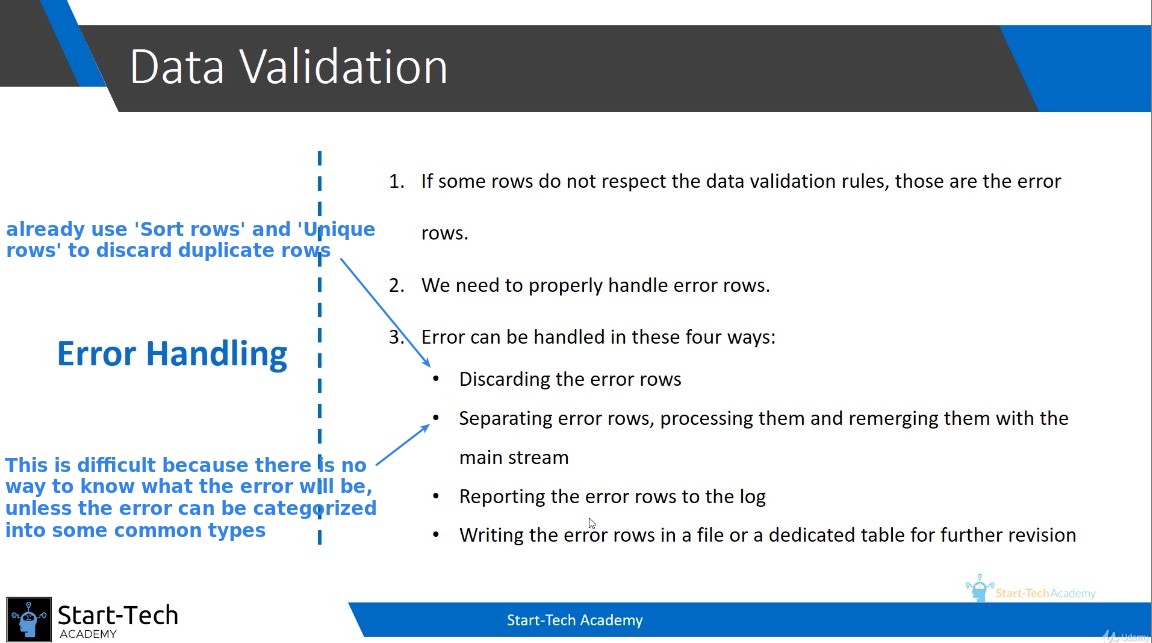 Data Validation
already use 'Sort rows' and 'Unique
rows' to discard duplicate rows
Error Handling
This is difficult because there is no
way to know what the error will be,
unless the error can be categorized
into some common types
1. If some rows do not respect the data validation rules, those are the error
rows.
2. We need to properly handle error rows.
3. Error can be handled in these four ways:
• Discarding the error rows
• Separating error rows, processing them and remerging them with the
main stream
• Reporting the error rows to the log
• Writing the error rows in a file or a dedicated table for further revision
Start-Tech Academy
Start-Tech
ACADEMY
Start-Tech Academy
Udemy